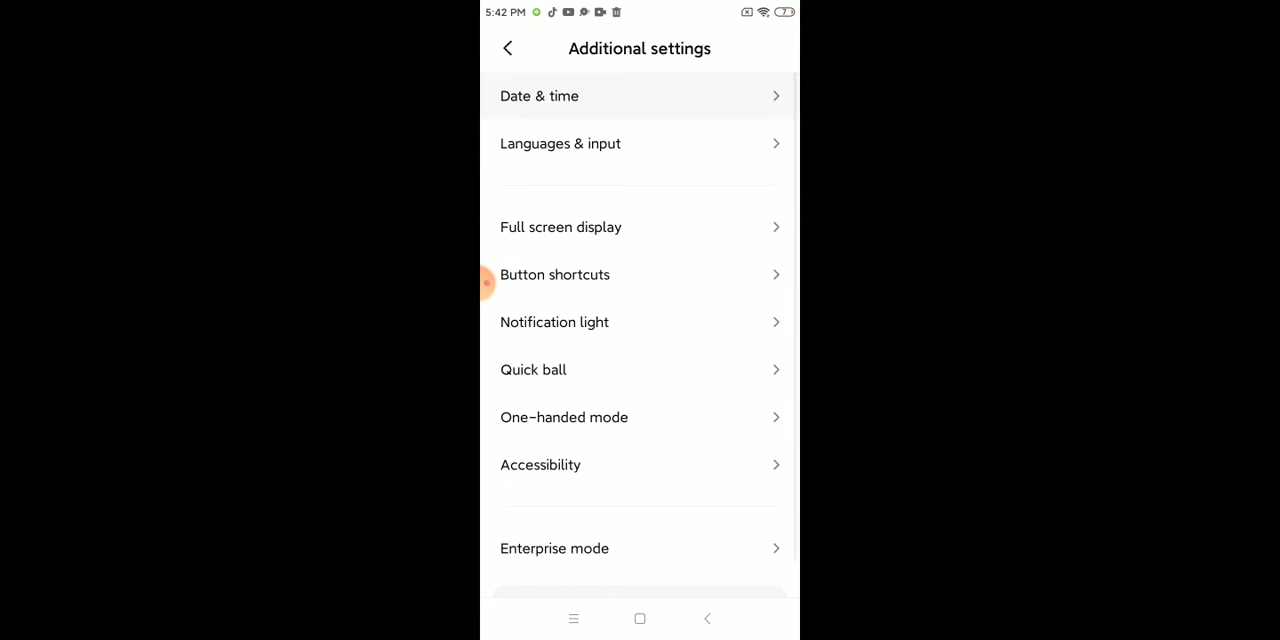 5:42 PM 7
Additional settings
Date & time
Languages & input
Full screen display
Button shortcuts
Notification light
Quick ball
One-handed mode
Accessibility
Enterprise mode